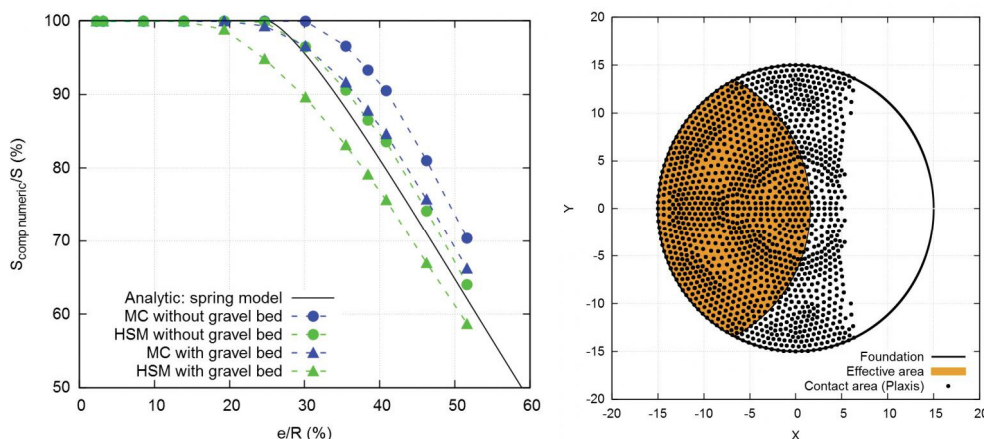 100
90
80
70
60
50
S_comp numeric/S (%)
Analytic: spring model
MC without gravel bed
HSM without gravel bed
MC with gravel bed
HSM with gravel bed
0 10 20 30 40 50 60
e/R (%)
20
15
10
5
0
-5
-10
-15
-20
Y
Foundation
Effective area
Contact area (Plaxis)
-20 -15 -10 -5 0 5 10 15 20
X